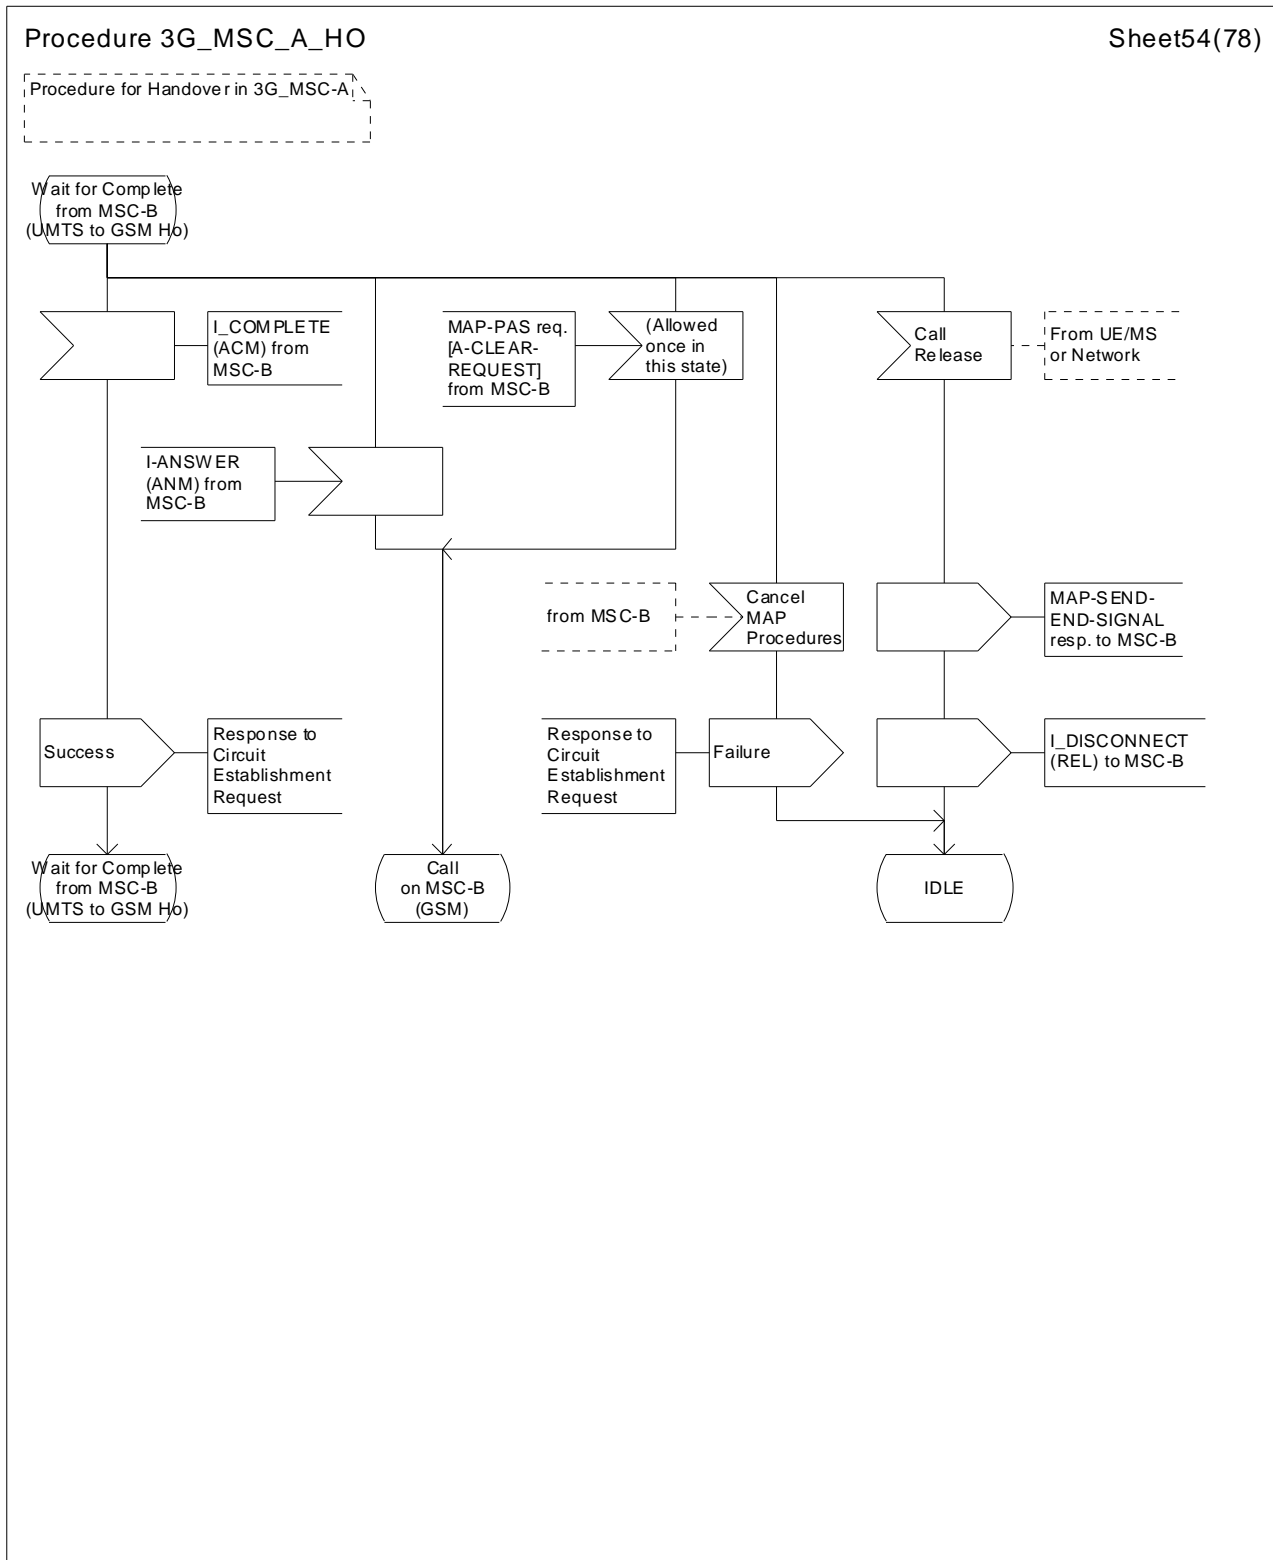 Procedure 3G_MSC_A_HO
Sheet54(78)
Procedure for Handover in 3G_MSC-A
Wait for Complete
from MSC-B
(UMTS to GSM Ho)
I_COMPLETE
(ACM) from
MSC-B
MAP-PAS req.
[A-CLEAR-
REQUEST]
from MSC-B
(Allowed
once in
this state)
Call
Release
From UE/MS
or Network
I-ANSWER
(ANM) from
MSC-B
from MSC-B
Cancel
MAP
Procedures
MAP-SEND-
END-SIGNAL
resp. to MSC-B
Success
Response to
Circuit
Establishment
Request
Response to
Circuit
Establishment
Request
Failure
I_DISCONNECT
(REL) to MSC-B
Wait for Complete
from MSC-B
(UMTS to GSM Ho)
Call
on MSC-B
(GSM)
IDLE